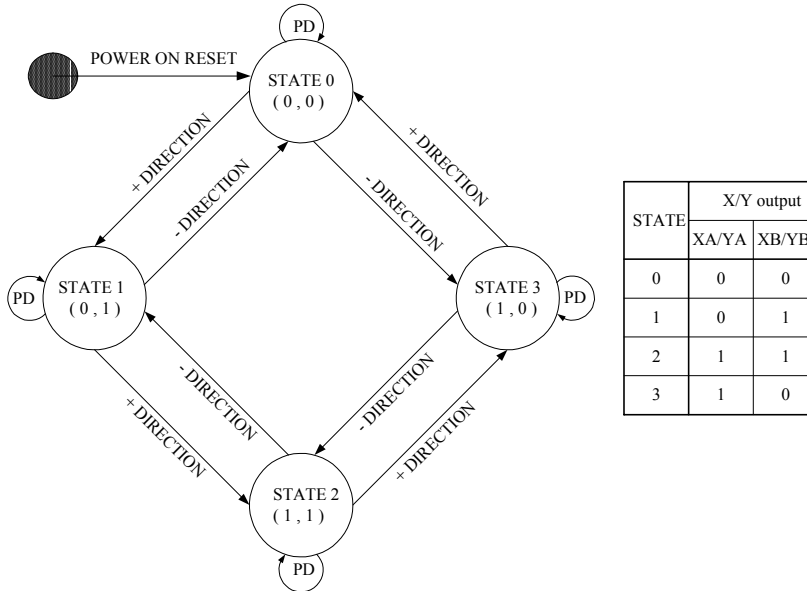 PD
POWER ON RESET
STATE 0
( 0 , 0 )
+ DIRECTION
- DIRECTION
- DIRECTION
+ DIRECTION
PD
STATE 1
( 0 , 1 )
STATE 3
( 1 , 0 )
PD
+ DIRECTION
- DIRECTION
- DIRECTION
+ DIRECTION
STATE 2
( 1 , 1 )
PD
STATE X/Y output
XA/YA XB/YB
0 0 0
1 0 1
2 1 1
3 1 0